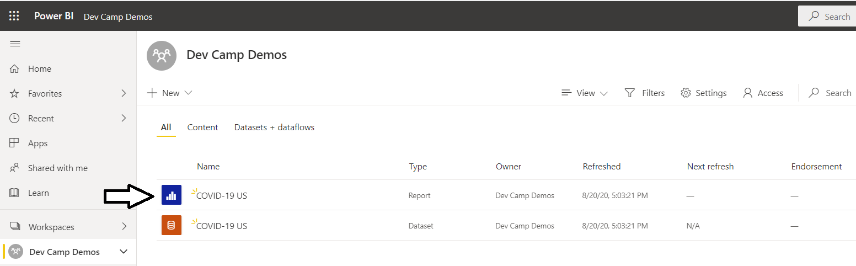 Power BI Dev Camp Demos Search
Home
Favorites
Recent
Apps
Shared with me
Learn
Workspaces
Dev Camp Demos
Dev Camp Demos
New View Filters Settings Access Search
All Content Datasets + dataflows
Name Type Owner Refreshed Next refresh Endorsement
COVID-19 US Report Dev Camp Demos 8/20/20, 5:03:21 PM — —
COVID-19 US Dataset Dev Camp Demos 8/20/20, 5:03:21 PM N/A —